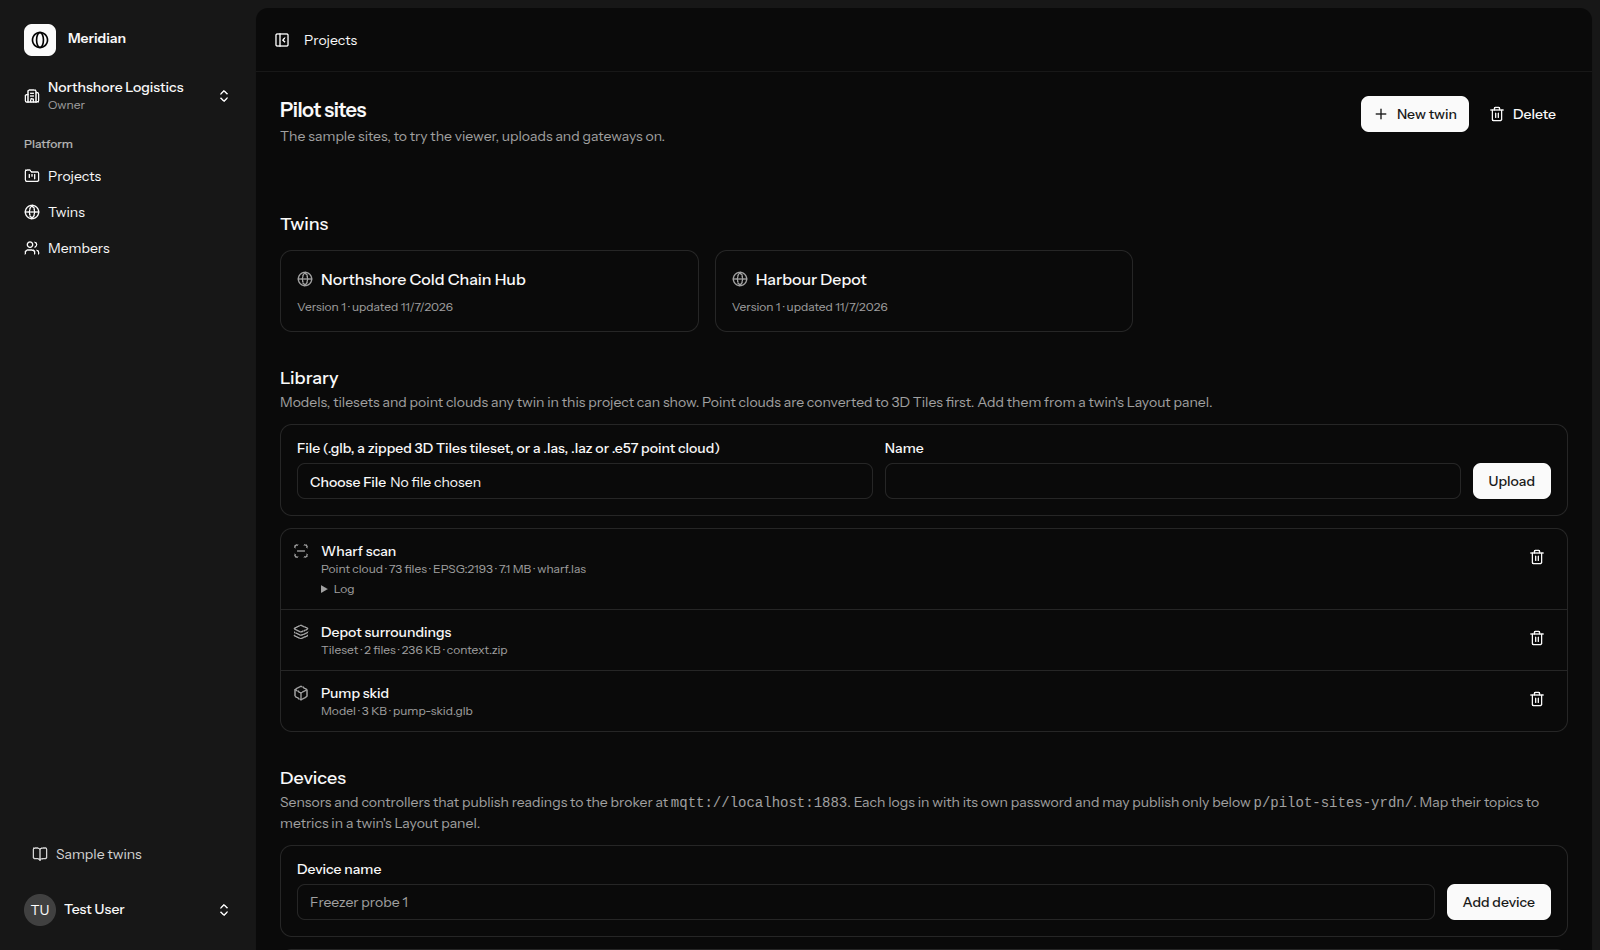 Meridian
Northshore Logistics
Owner
Platform
Projects
Twins
Members
Sample twins
TU
Test User
Projects
Pilot sites
The sample sites, to try the viewer, uploads and gateways on.
New twin
Delete
Twins
Northshore Cold Chain Hub
Version 1 · updated 11/7/2026
Harbour Depot
Version 1 · updated 11/7/2026
Library
Models, tilesets and point clouds any twin in this project can show. Point clouds are converted to 3D Tiles first. Add them from a twin's Layout panel.
File (.glb, a zipped 3D Tiles tileset, or a .las, .laz or .e57 point cloud)
Name
Choose File No file chosen
Upload
Wharf scan
Point cloud · 73 files · EPSG:2193 · 7.1 MB · wharf.las
Log
Depot surroundings
Tileset · 2 files · 236 KB · context.zip
Pump skid
Model · 3 KB · pump-skid.glb
Devices
Sensors and controllers that publish readings to the broker at mqtt://localhost:1883. Each logs in with its own password and may publish only below p/pilot-sites-yrdn/. Map their topics to
metrics in a twin's Layout panel.
Device name
Freezer probe 1
Add device